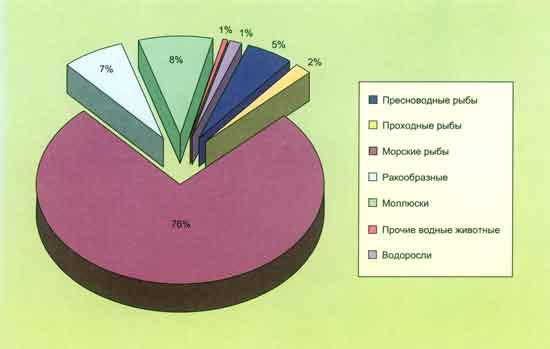 1%
1%
8%
5%
7%
2%
76%
Пресноводные рыбы
Проходные рыбы
Морские рыбы
Ракообразные
Моллюски
Прочие водные животные
Водоросли